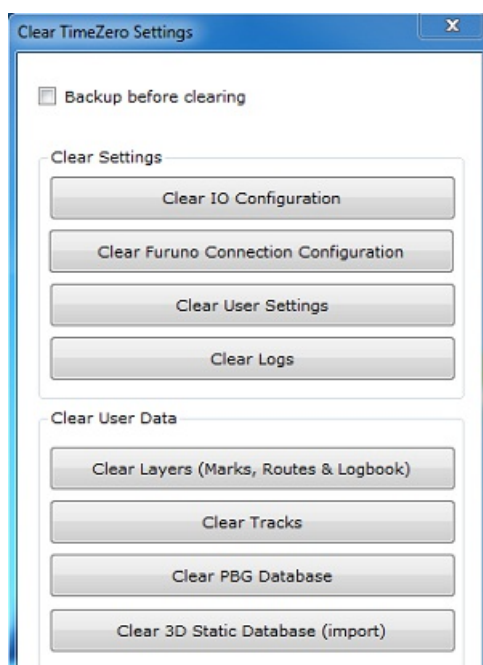 Clear TimeZero Settings
x
Backup before clearing
Clear Settings
Clear IO Configuration
Clear Furuno Connection Configuration
Clear User Settings
Clear Logs
Clear User Data
Clear Layers (Marks, Routes & Logbook)
Clear Tracks
Clear PBG Database
Clear 3D Static Database (import)